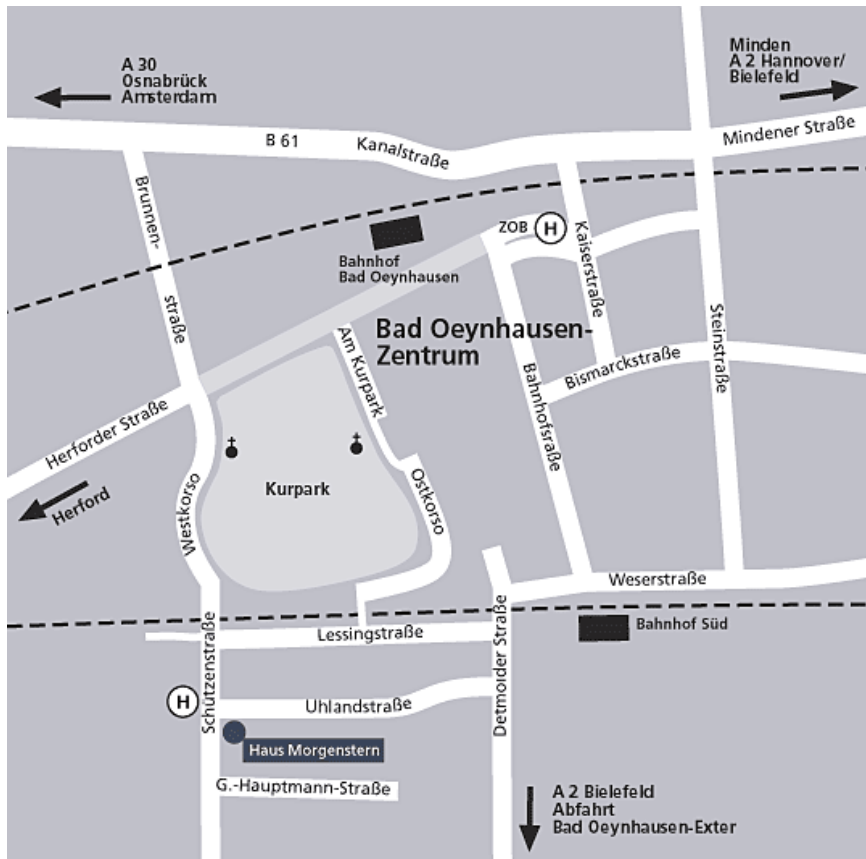 A 30
Osnabrück
Amsterdam
Minden
A 2 Hannover/
Bielefeld
B 61
Kanalstraße
Mindener Straße
Brunnen-
straße
ZOB
H
Kaiserstraße
Bahnhof
Bad Oeynhausen
Bad Oeynhausen-
Zentrum
Am Kurpark
Steinstraße
Bismarckstraße
Bahnhofsraße
Herforder Straße
Herford
Westkorso
Kurpark
Ostkorso
Weserstraße
Bahnhof Süd
Lessingstraße
Schützenstraße
Detmolder Straße
H
Uhlandstraße
Haus Morgenstern
G.-Hauptmann-Straße
A 2 Bielefeld
Abfahrt
Bad Oeynhausen-Exter